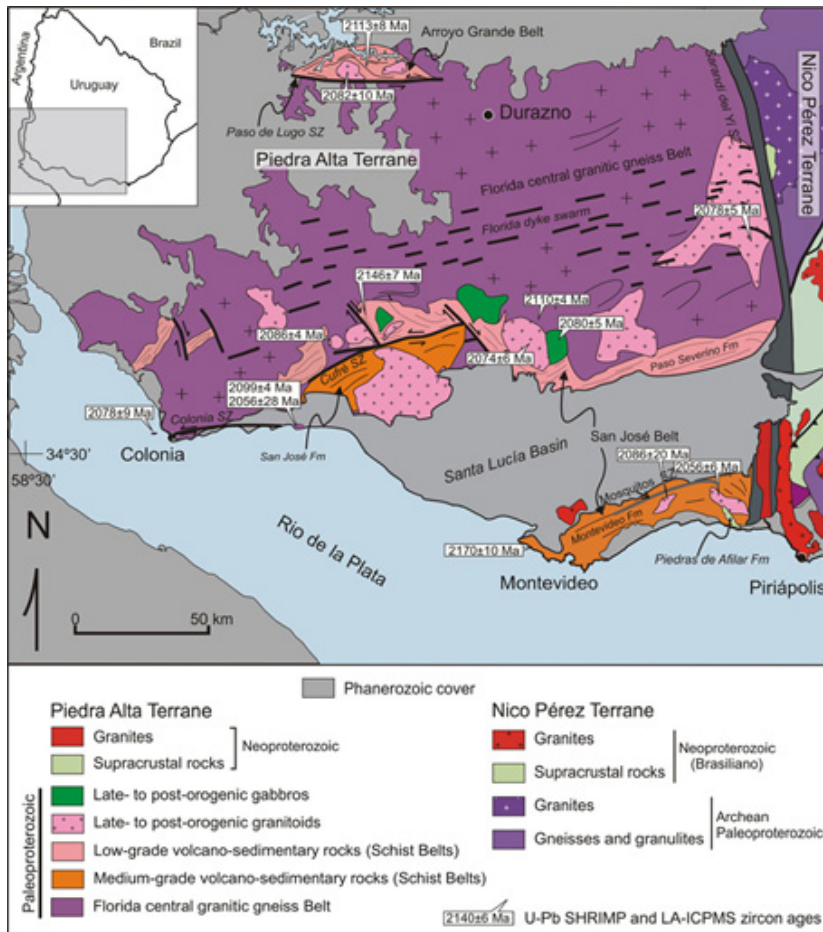 Argentina
Brazil
Uruguay
2113±8 Ma
Arroyo Grande Belt
2082±10 Ma
Paso de Lugo SZ
Durazno
Sarandí del Yí SZ
Nico Pérez Terrane
Piedra Alta Terrane
Florida central granitic gneiss Belt
Florida dyke swarm
2078±5 Ma
2146±7 Ma
2110±4 Ma
2086±4 Ma
2080±5 Ma
2074±6 Ma
Paso Severino Fm
Cufré SZ
2099±4 Ma
2056±28 Ma
2078±9 Ma
Colonia SZ
34°30'
58°30'
Colonia
San José Fm
Santa Lucía Basin
San José Belt
2086±20 Ma
2056±6 Ma
Mosquitos SZ
Montevideo Fm
N
Rio de la Plata
2170±10 Ma
Montevideo
Piedras de Afilar Fm
Piriápolis
0
50 km
Phanerozoic cover
Piedra Alta Terrane
Granites
Supracrustal rocks
Neoproterozoic
Paleoproterozoic
Late- to post-orogenic gabbros
Late- to post-orogenic granitoids
Low-grade volcano-sedimentary rocks (Schist Belts)
Medium-grade volcano-sedimentary rocks (Schist Belts)
Florida central granitic gneiss Belt
Nico Pérez Terrane
Granites
Supracrustal rocks
Neoproterozoic
(Brasiliano)
Granites
Gneisses and granulites
Archean
Paleoproterozoic
2140±6 Ma
U-Pb SHRIMP and LA-ICPMS zircon ages